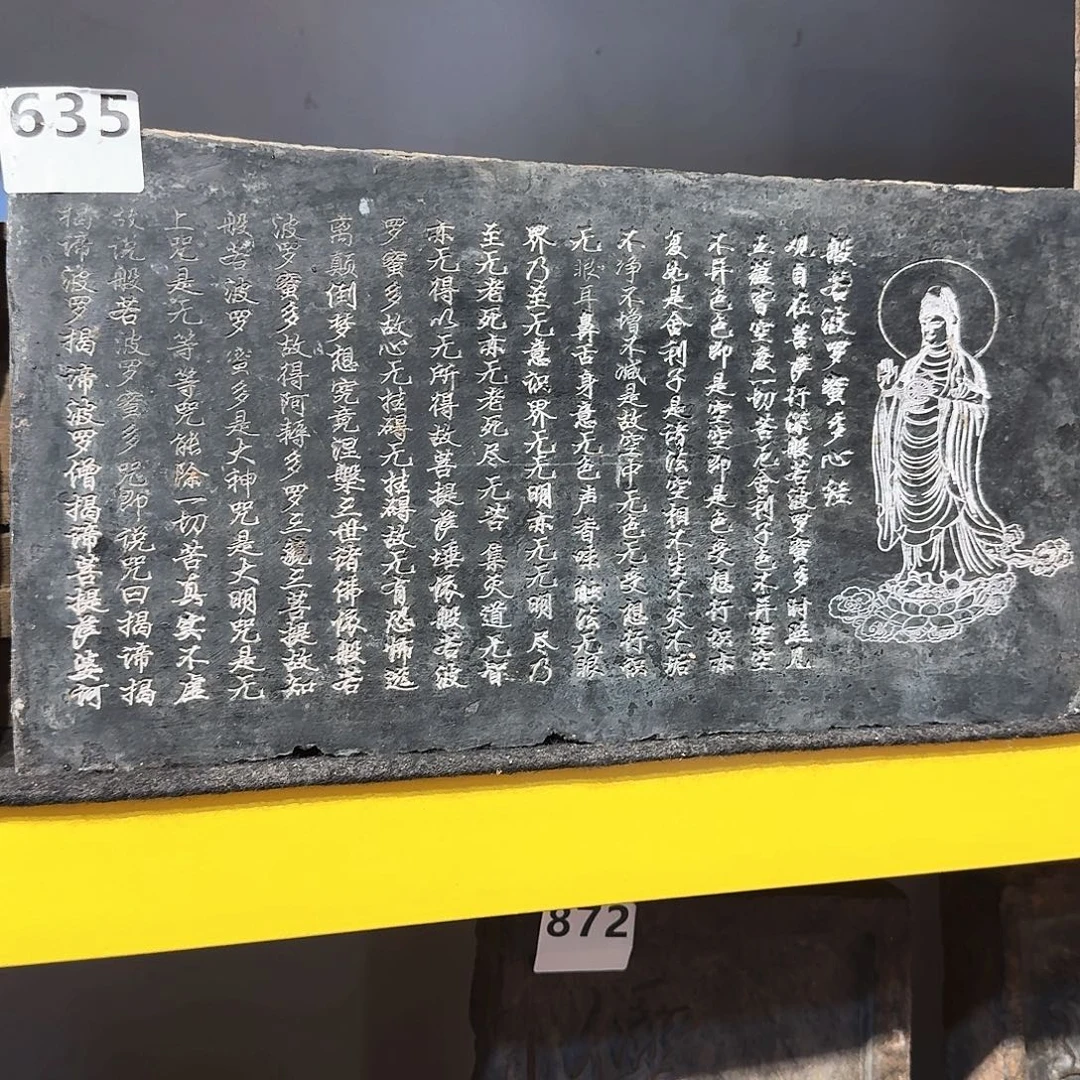 635
般若波罗蜜多心经
观自在菩萨行深般若波罗蜜多时照见
五蕴皆空度一切苦厄舍利子色不异空空
不异色色即是空空即是色受想行识亦
复如是舍利子是诸法空相不生不灭不垢
不净不增不减是故空中无色无受想行识
无眼耳鼻舌身意无色声香味触法无眼
界乃至无意识界无无明亦无无明尽乃
至无老死亦无老死尽无苦集灭道无智
亦无得以无所得故菩提萨埵依般若波
罗蜜多故心无挂碍无挂碍故无有恐怖远
离颠倒梦想究竟涅槃三世诸佛依般若
波罗蜜多故得阿耨多罗三藐三菩提故知
般若波罗蜜多是大神咒是大明咒是无
上咒是无等等咒能除一切苦真实不虚
故说般若波罗蜜多咒即说咒曰揭谛揭
揭谛波罗揭谛波罗僧揭谛菩提萨婆诃
872